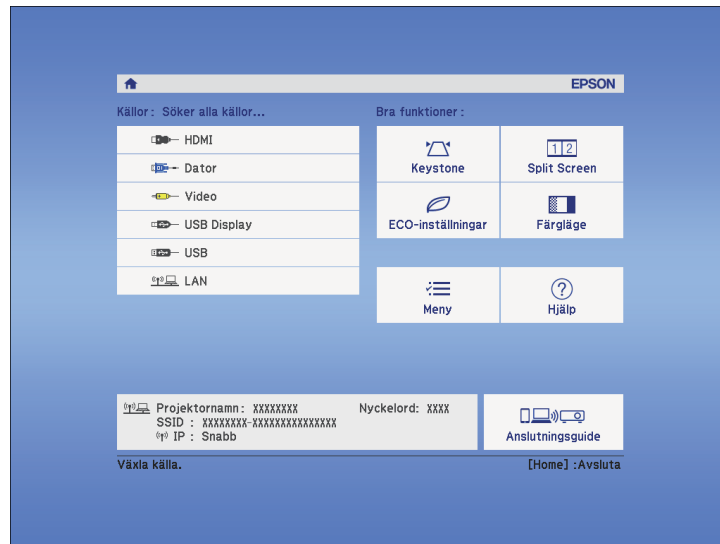 EPSON
Källor : Söker alla källor...
Bra funktioner :
HDMI
Dator
Video
USB Display
USB
LAN
Keystone
1 2
Split Screen
ECO-inställningar
Färgläge
Meny
?
Hjälp
Projektornamn : XXXXXXXX
Nyckelord: XXXX
SSID : XXXXXXXX-XXXXXXXXXXXXXXX
IP : Snabb
Anslutningsguide
Växla källa.
[Home] :Avsluta